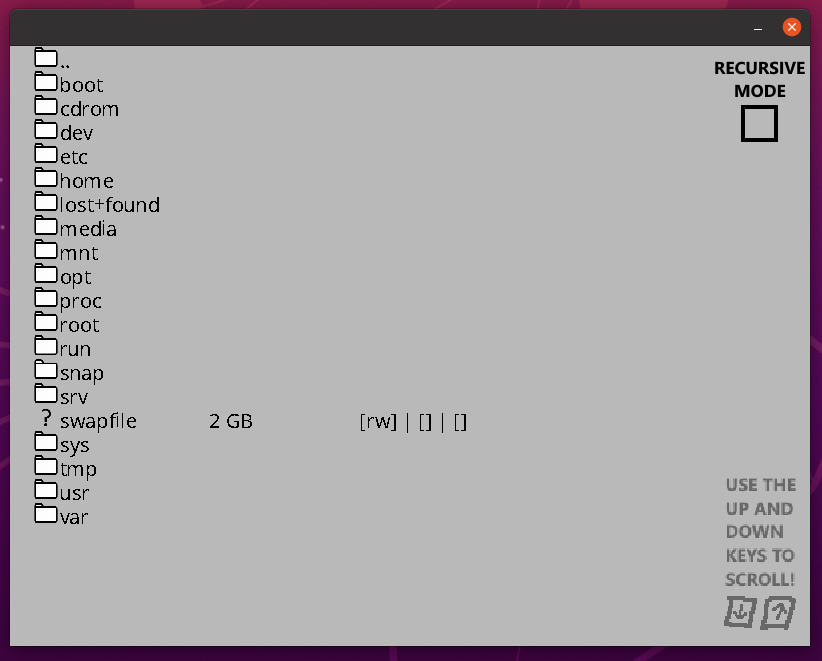 ..
boot
cdrom
dev
etc
home
lost+found
media
mnt
opt
proc
root
run
snap
srv
? swapfile 2 GB [rw] | [] | []
sys
tmp
usr
var
RECURSIVE
MODE
USE THE
UP AND
DOWN
KEYS TO
SCROLL!